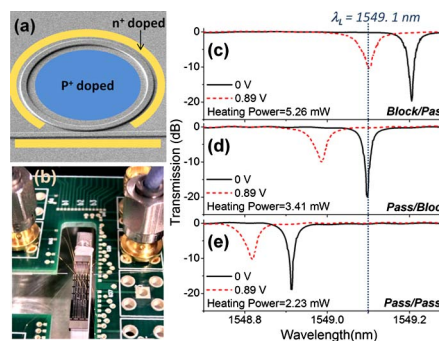 (a)
n⁺ doped
P⁺ doped
(b)
λL = 1549. 1 nm
Transmission (dB)
0
-10
-20
(c)
0 V
0.89 V
Heating Power=5.26 mW
Block/Pas
0
-10
-20
(d)
0 V
0.89 V
Heating Power=3.41 mW
Pass/Bloc
0
-10
-20
(e)
0 V
0.89 V
Heating Power=2.23 mW
Pass/Pass
1548.8
1549.0
1549.2
Wavelength(nm)